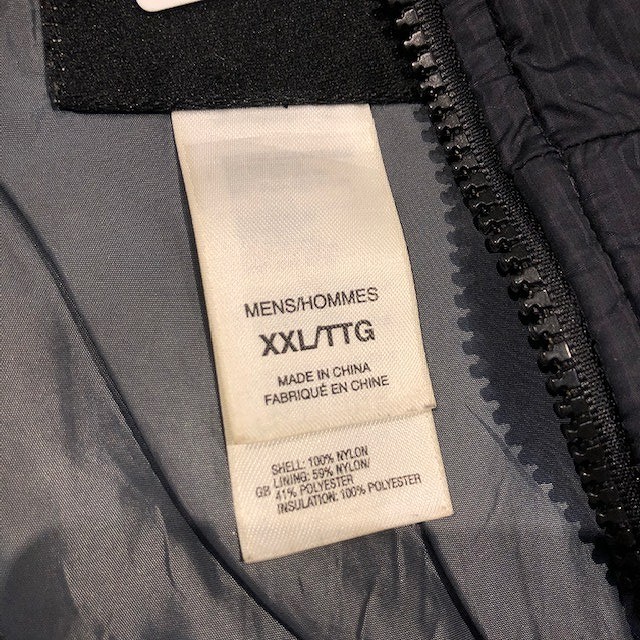 MENS/HOMMES
XXL/TTG
MADE IN CHINA
FABRIQUÉ EN CHINE
SHELL: 100% NYLON
LINING: 59% NYLON/
GB 41% POLYESTER
INSULATION: 100% POLYESTER